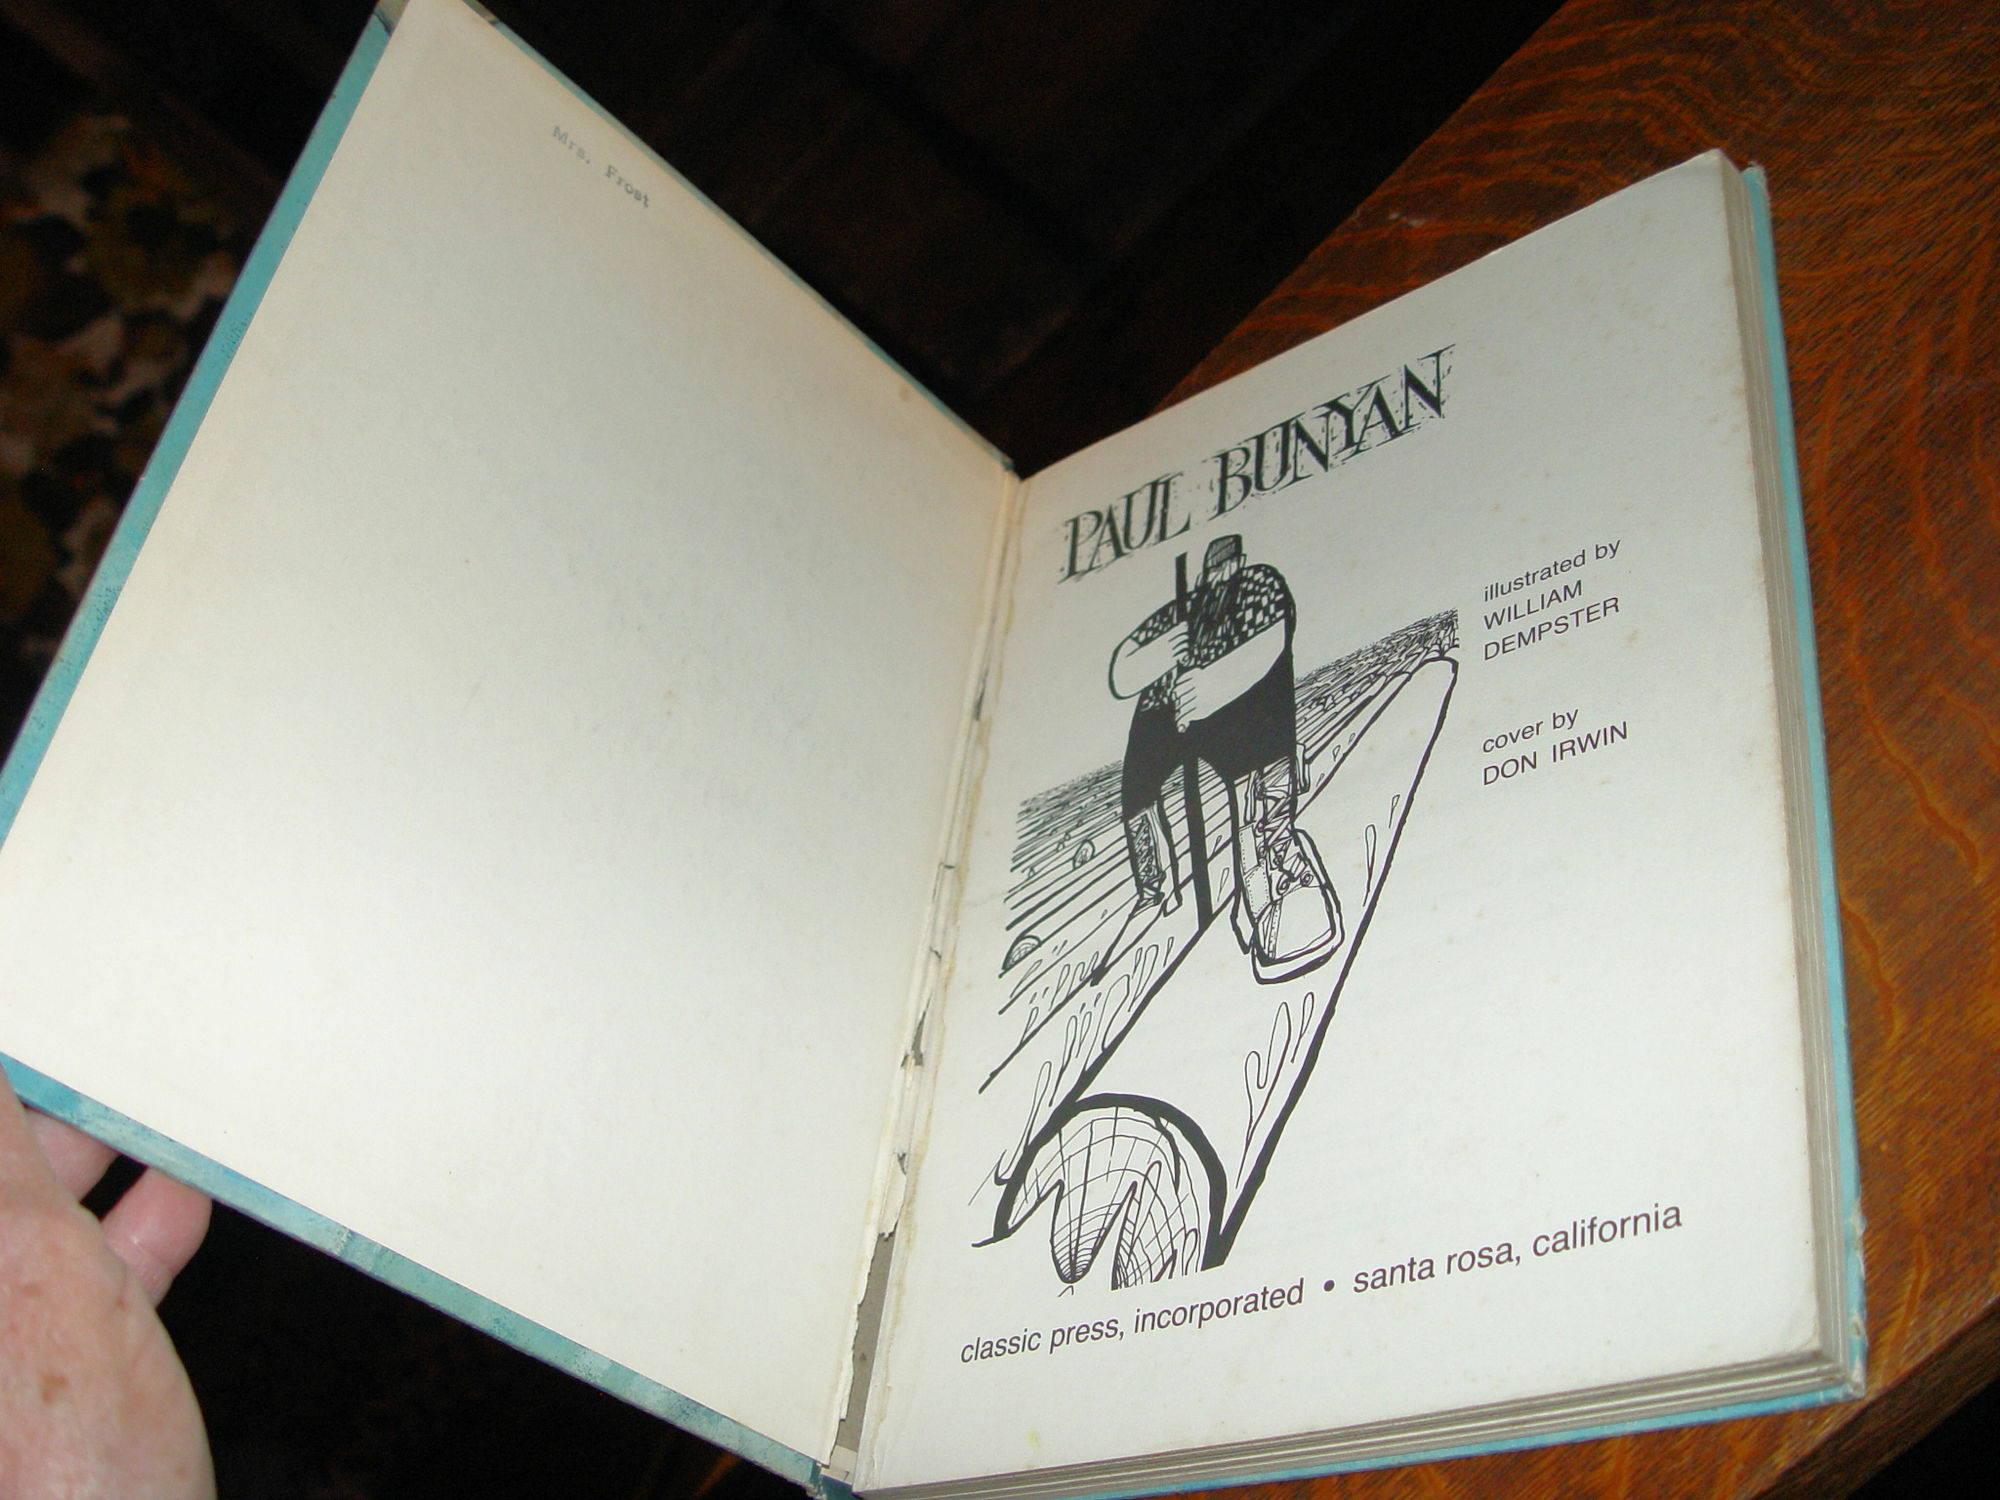 Mrs. Frost
PAUL BUNYAN
illustrated by
WILLIAM
DEMPSTER
cover by
DON IRWIN
classic press, incorporated • santa rosa, california